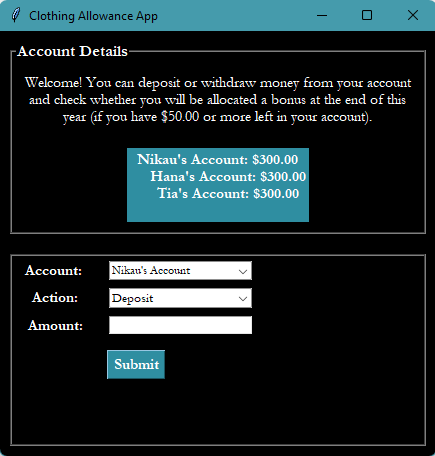 Clothing Allowance App
Account Details
Welcome! You can deposit or withdraw money from your account
and check whether you will be allocated a bonus at the end of this
year (if you have $50.00 or more left in your account).
Nikau's Account: $300.00
Hana's Account: $300.00
Tia's Account: $300.00
Account: Nikau's Account
Action: Deposit
Amount:
Submit